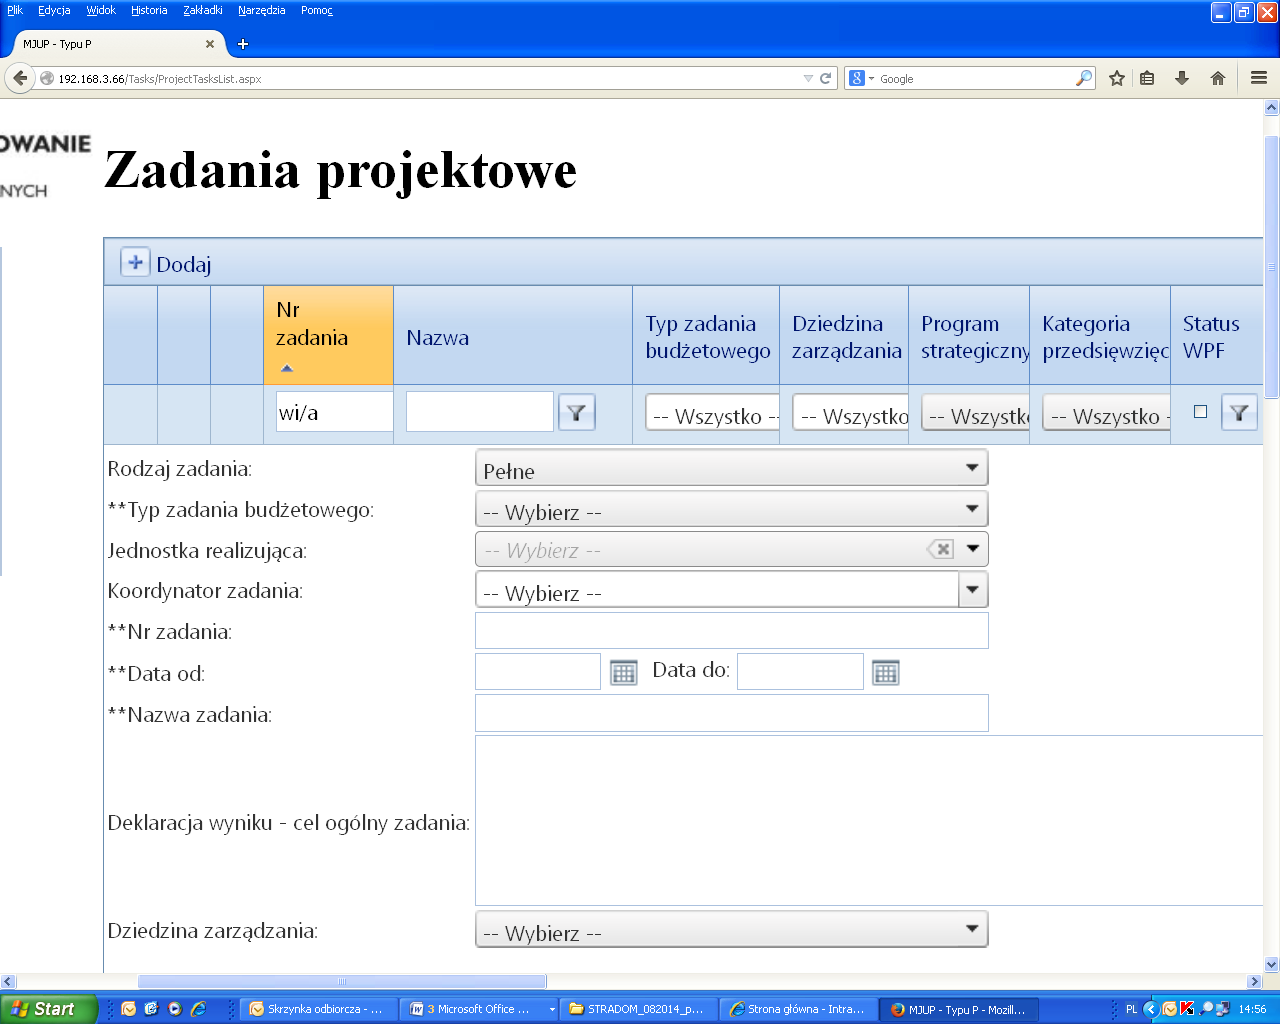 Plik Edycja Widok Historia Zakładki Narzędzia Pomoc
MJUP - Typu P
192.168.3.66/Tasks/ProjectTasksList.aspx
Google
OWANIE
NYCH
Zadania projektowe
Dodaj
Nr zadania
Nazwa
Typ zadania budżetowego
Dziedzina zarządzania
Program strategiczny
Kategoria przedsięwzięc
Status WPF
wi/a
-- Wszystko --
-- Wszystko
-- Wszystko
-- Wszystko -
Rodzaj zadania: Pełne
**Typ zadania budżetowego: -- Wybierz --
Jednostka realizująca: -- Wybierz --
Koordynator zadania: -- Wybierz --
**Nr zadania:
**Data od: Data do:
**Nazwa zadania:
Deklaracja wyniku - cel ogólny zadania:
Dziedzina zarządzania: -- Wybierz --
Start
Skrzynka odbiorcza - ...
3 Microsoft Office ...
STRADOM_082014_p...
Strona główna - Intra...
MJUP - Typu P - Mozill...
PL
14:56